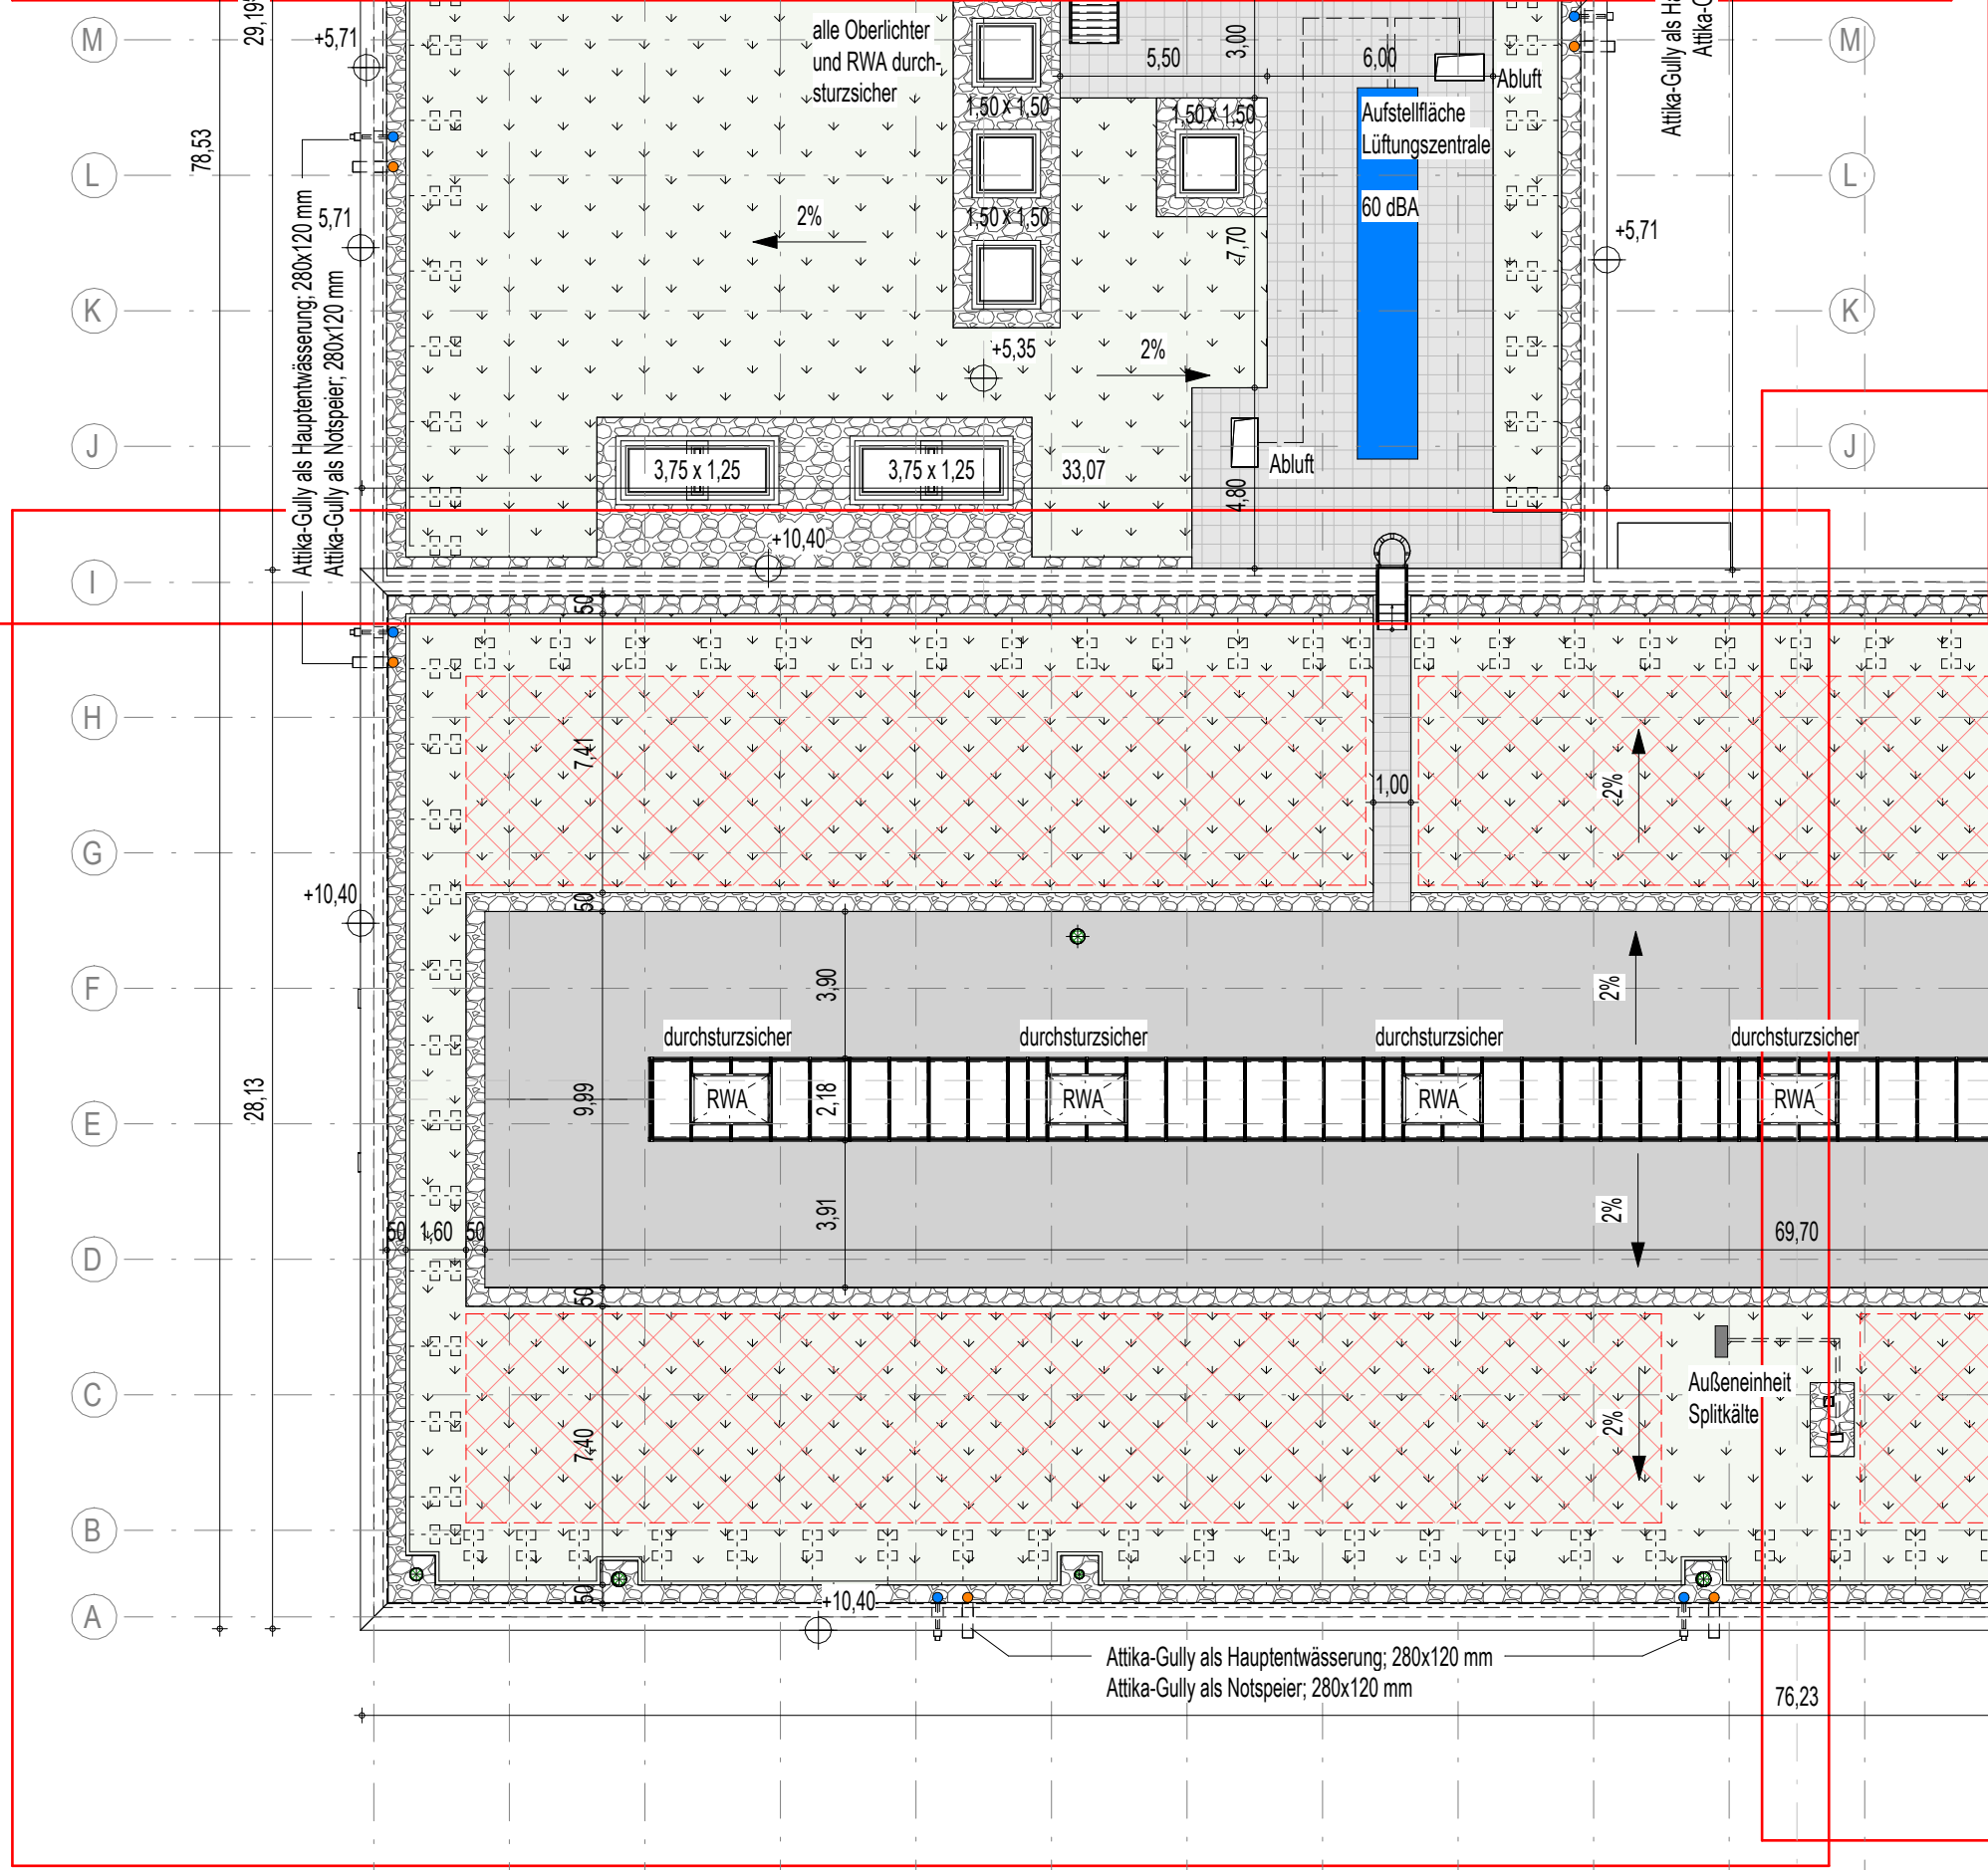 M
29,195
+5,71
alle Oberlichter
und RWA durch-
sturzsicher
5,50
3,00
6,00
Abluft
Attika-Gully als Ha
Attika-G
M
78,53
1,50 x 1,50
1,50 x 1,50
Aufstellfläche
Lüftungszentrale
L
L
60 dBA
5,71
2%
1,50 x 1,50
7,70
+5,71
Attika-Gully als Hauptentwässerung; 280x120 mm
Attika-Gully als Notspeier; 280x120 mm
K
K
+5,35
2%
J
3,75 x 1,25
3,75 x 1,25
33,07
Abluft
4,80
J
+10,40
I
50
H
7,41
1,00
2%
G
+10,40
50
F
3,90
2%
durchsturzsicher
durchsturzsicher
durchsturzsicher
durchsturzsicher
28,13
9,99
RWA
2,18
RWA
RWA
RWA
E
3,91
2%
50
1,60
50
69,70
D
50
C
Außeneinheit
Splitkälte
7,40
2%
B
50
+10,40
A
Attika-Gully als Hauptentwässerung; 280x120 mm
Attika-Gully als Notspeier; 280x120 mm
76,23